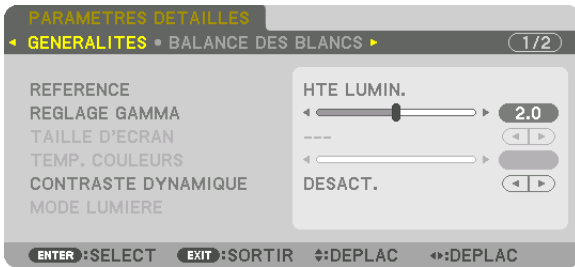 PARAMETRES DETAILLES
GENERALITES • BALANCE DES BLANCS 1/2
REFERENCE HTE LUMIN.
REGLAGE GAMMA 2.0
TAILLE D'ECRAN ---
TEMP. COULEURS
CONTRASTE DYNAMIQUE DESACT.
MODE LUMIERE
ENTER:SELECT EXIT:SORTIR :DEPLAC :DEPLAC